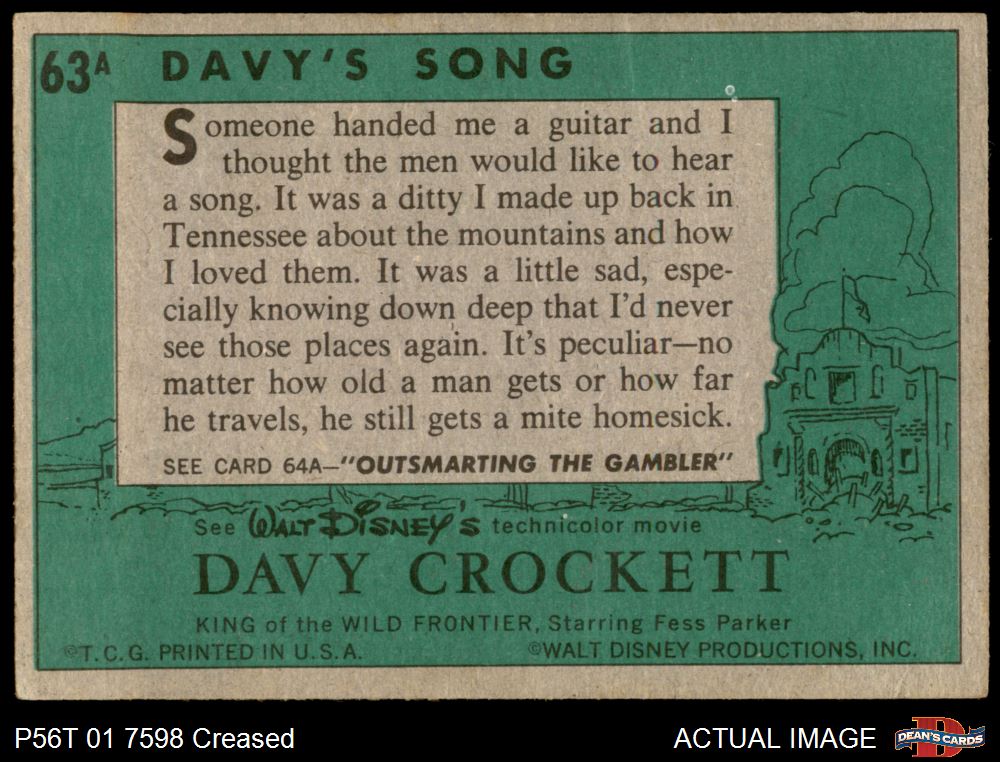 63A DAVY'S SONG
Someone handed me a guitar and I
thought the men would like to hear
a song. It was a ditty I made up back in
Tennessee about the mountains and how
I loved them. It was a little sad, espe-
cially knowing down deep that I'd never
see those places again. It's peculiar—no
matter how old a man gets or how far
he travels, he still gets a mite homesick.
SEE CARD 64A—"OUTSMARTING THE GAMBLER"
See WALT DISNEY'S technicolor movie
DAVY CROCKETT
KING of the WILD FRONTIER, Starring Fess Parker
©T.C.G. PRINTED IN U.S.A. ©WALT DISNEY PRODUCTIONS, INC.
P56T 01 7598 Creased ACTUAL IMAGE
D
DEAN'S CARDS